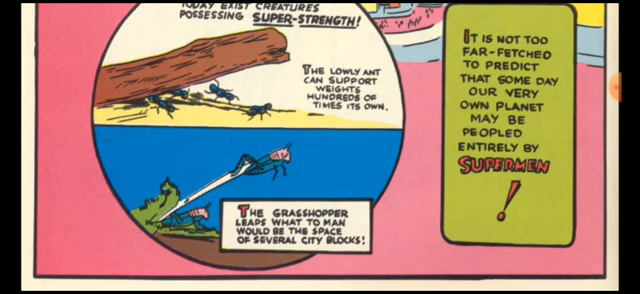 TODAY EXIST CREATURES
POSSESSING SUPER-STRENGTH!
THE LOWLY ANT
CAN SUPPORT
WEIGHTS
HUNDREDS OF
TIMES ITS OWN.
THE GRASSHOPPER
LEAPS WHAT TO MAN
WOULD BE THE SPACE
OF SEVERAL CITY BLOCKS!
IT IS NOT TOO
FAR-FETCHED
TO PREDICT
THAT SOME DAY
OUR VERY
OWN PLANET
MAY BE
PEOPLED
ENTIRELY BY
SUPERMEN
!